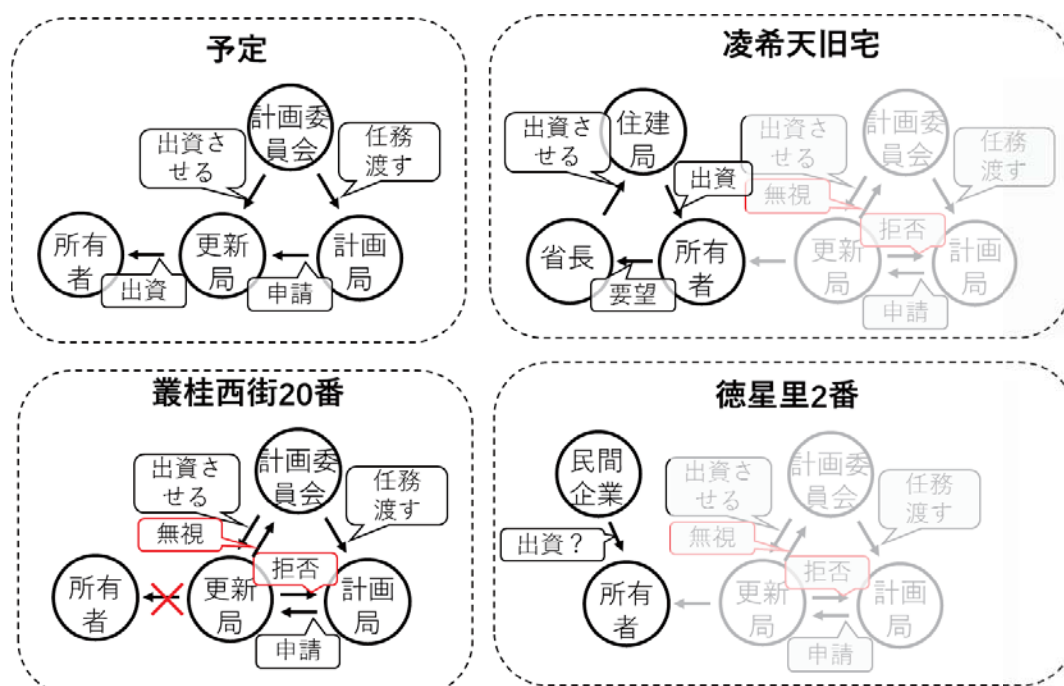 予定
計画委
員会
出資さ
せる
任務
渡す
所有
者
更新
局
計画
局
出資
申請
凌希天旧宅
住建
局
出資さ
せる
出資
省長
所有
者
要望
計画委
員会
出資さ
せる
無視
任務
渡す
拒否
更新
局
計画
局
申請
叢桂西街20番
計画委
員会
出資さ
せる
無視
任務
渡す
拒否
所有
者
更新
局
計画
局
申請
徳星里2番
民間
企業
出資？
所有
者
計画委
員会
出資さ
せる
無視
任務
渡す
拒否
更新
局
計画
局
申請